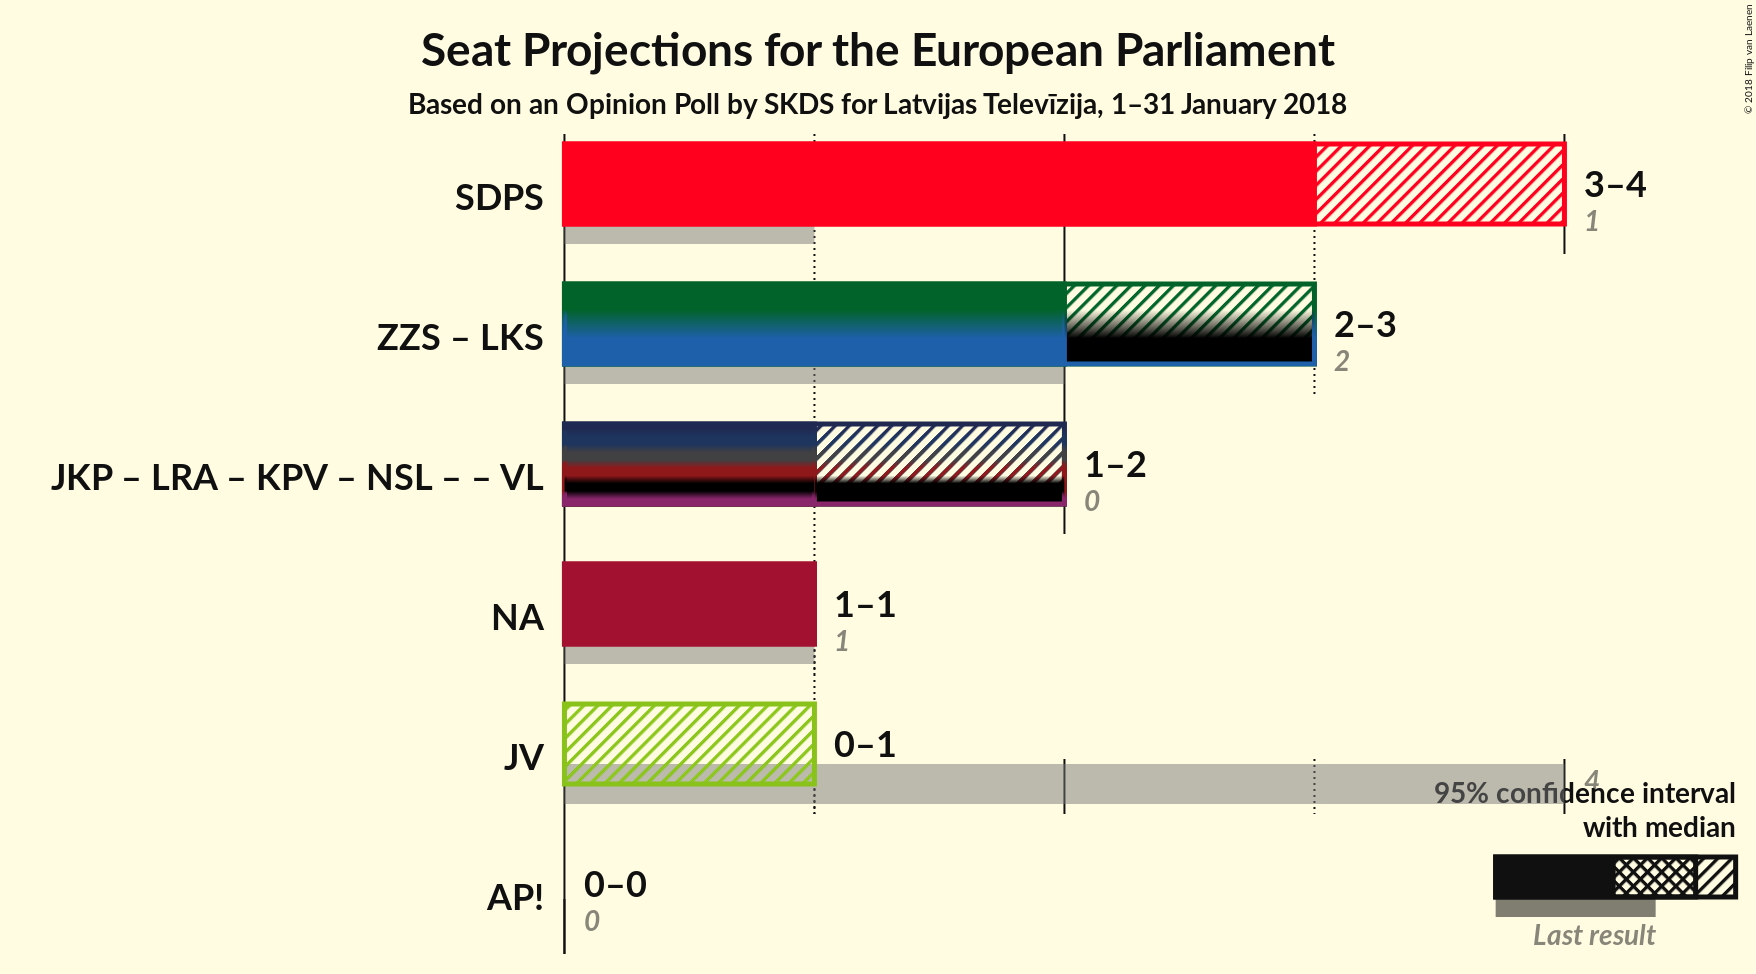 Seat Projections for the European Parliament
Based on an Opinion Poll by SKDS for Latvijas Televīzija, 1–31 January 2018
© 2018 Filip van Laenen
SDPS
3–4
1
ZZS – LKS
2–3
2
JKP – LRA – KPV – NSL – – VL
1–2
0
NA
1–1
1
JV
0–1
4
95% confidence interval
with median
AP!
0–0
0
Last result